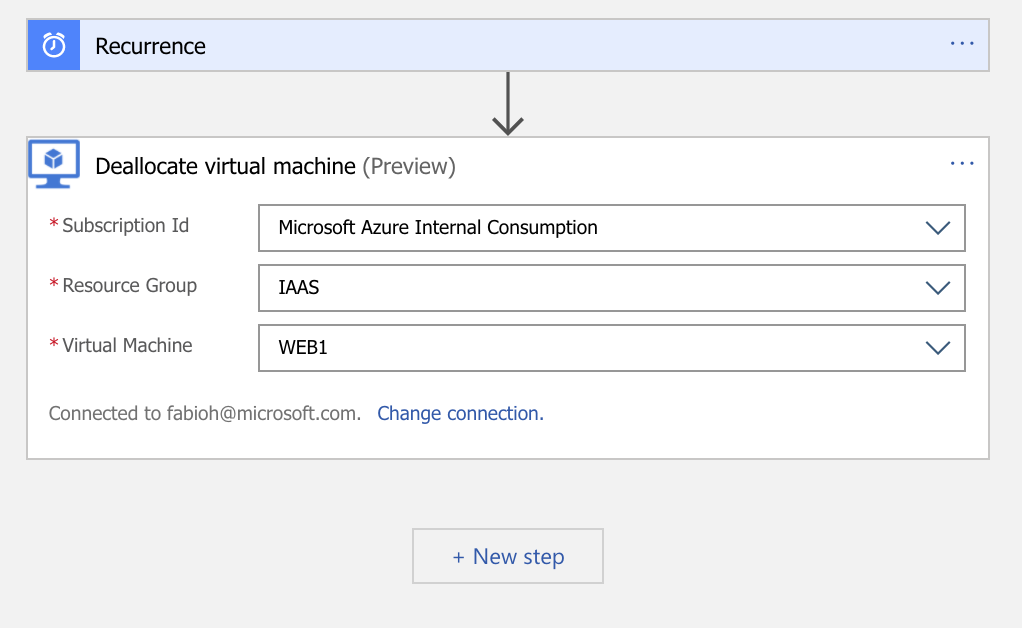 Recurrence
Deallocate virtual machine (Preview)
* Subscription Id
Microsoft Azure Internal Consumption
* Resource Group
IAAS
* Virtual Machine
WEB1
Connected to fabioh@microsoft.com. Change connection.
+ New step